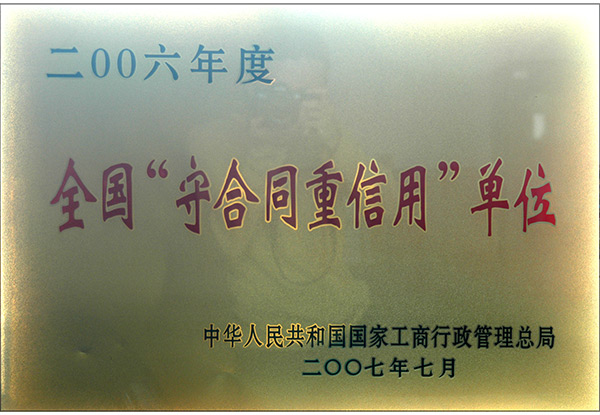 二00六年度
全国“守合同重信用”单位
中华人民共和国国家工商行政管理总局
二〇〇七年七月